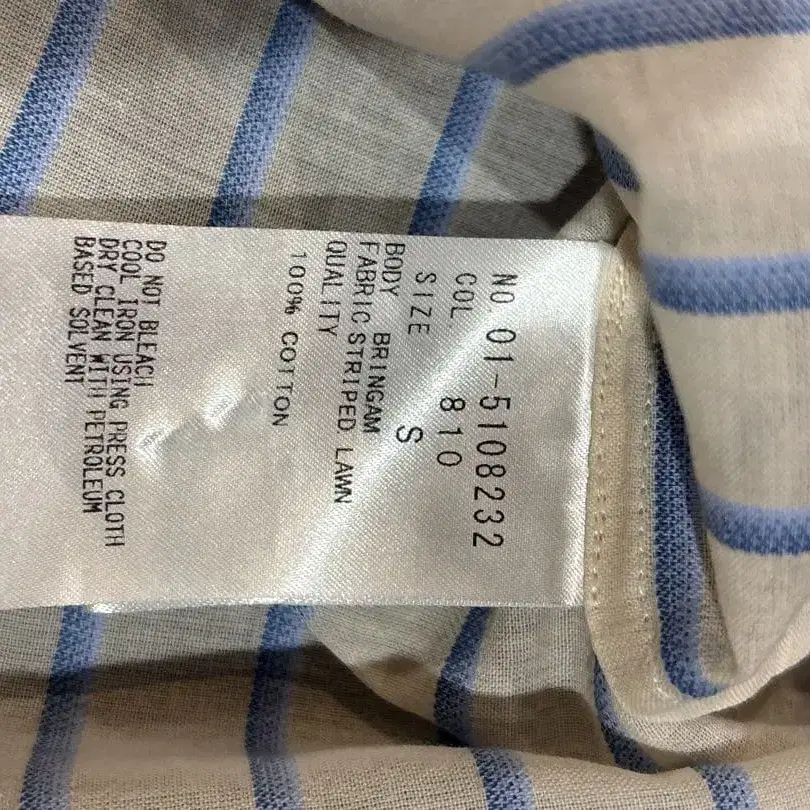 NO. 01-5108232
COL. 810
SIZE S
BODY BRINGAM
FABRIC STRIPED LAWN
QUALITY
100% COTTON
DO NOT BLEACH
COOL IRON USING PRESS CLOTH
DRY CLEAN WITH PETROLEUM
BASED SOLVENT